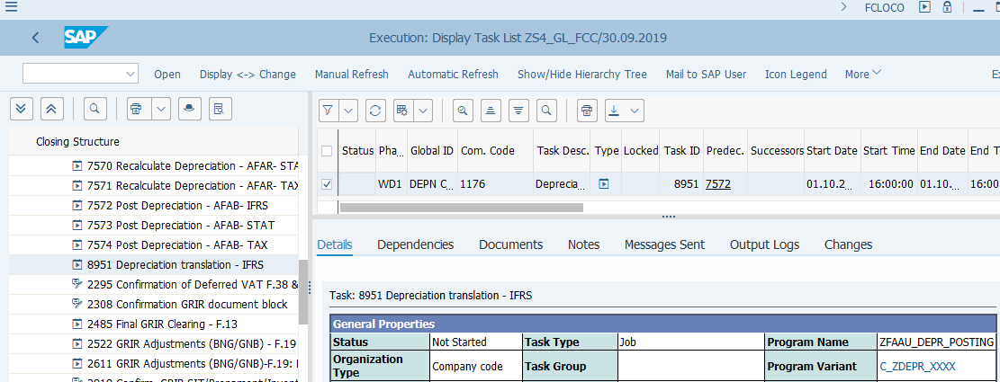 FCLOCO
SAP
Execution: Display Task List ZS4_GL_FCC/30.09.2019
Open Display <-> Change Manual Refresh Automatic Refresh Show/Hide Hierarchy Tree Mail to SAP User Icon Legend More
Closing Structure
7570 Recalculate Depreciation - AFAR- STA
7571 Recalculate Depreciation - AFAR- TAX
7572 Post Depreciation - AFAB- IFRS
7573 Post Depreciation - AFAB- STAT
7574 Post Depreciation - AFAB- TAX
8951 Depreciation translation - IFRS
2295 Confirmation of Deferred VAT F.38 &
2308 Confirmation GRIR document block
2485 Final GRIR Clearing - F.13
2522 GRIR Adjustments (BNG/GNB) - F.19
2611 GRIR Adjustments (BNG/GNB)-F.19:
Status Pha... Global ID Com. Code Task Desc. Type Locked Task ID Predec. Successors Start Date Start Time End Date End T
WD1 DEPN C... 1176 Deprecia... 8951 7572 01.10.2... 16:00:00 01.10.... 16:00
Details Dependencies Documents Notes Messages Sent Output Logs Changes
Task: 8951 Depreciation translation - IFRS
General Properties
Status Not Started Task Type Job Program Name ZFAAU_DEPR_POSTING
Organization Type Company code Task Group Program Variant C_ZDEPR_XXXX